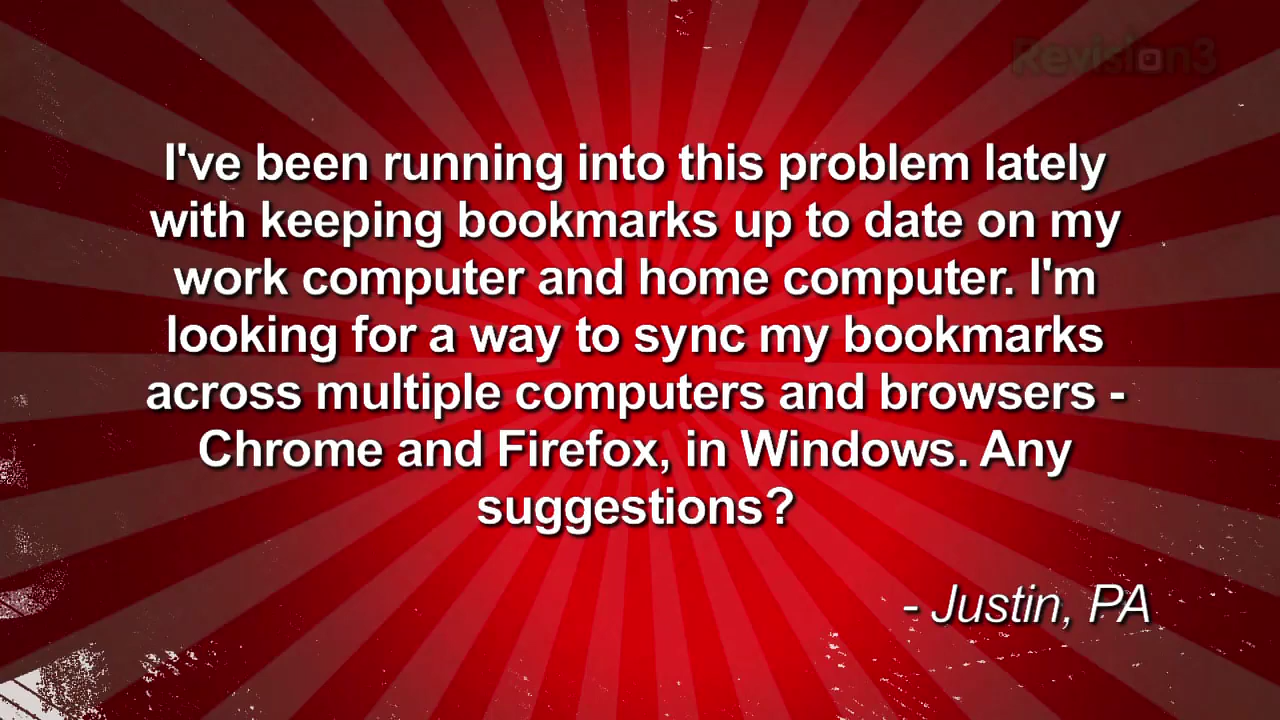 Revision3
I've been running into this problem lately
with keeping bookmarks up to date on my
work computer and home computer. I'm
looking for a way to sync my bookmarks
across multiple computers and browsers -
Chrome and Firefox, in Windows. Any
suggestions?
- Justin, PA